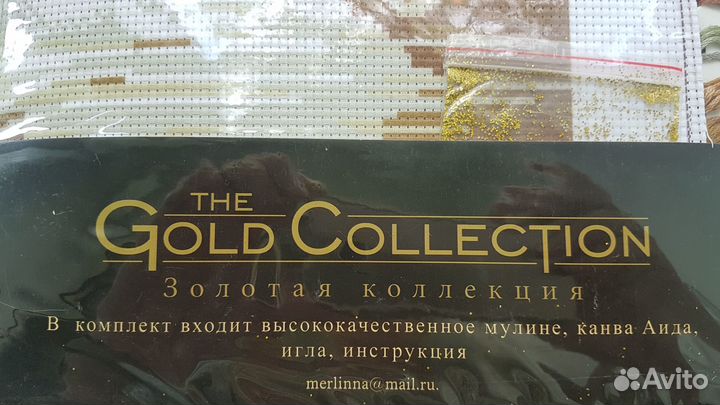 THE
GOLD COLLECTION
Золотая коллекция
В комплект входит высококачественное мулине, канва Аида,
игла, инструкция
merlinna@mail.ru.
Avito